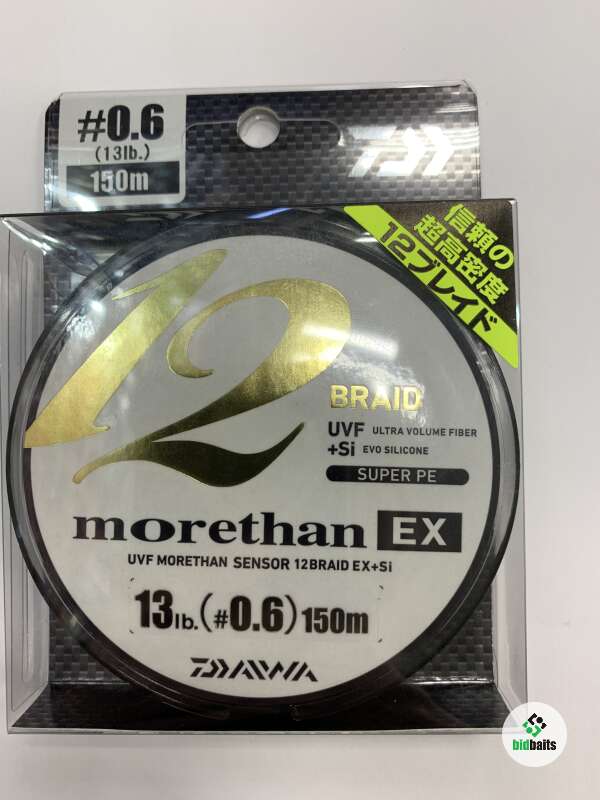 #0.6
(13lb.)
150m
信頼の
超高密度
12ブレイド
12
BRAID
UVF ULTRA VOLUME FIBER
+Si EVO SILICONE
SUPER PE
morethan EX
UVF MORETHAN SENSOR 12BRAID EX+Si
13lb.(#0.6)150m
DAIWA
bidbaits